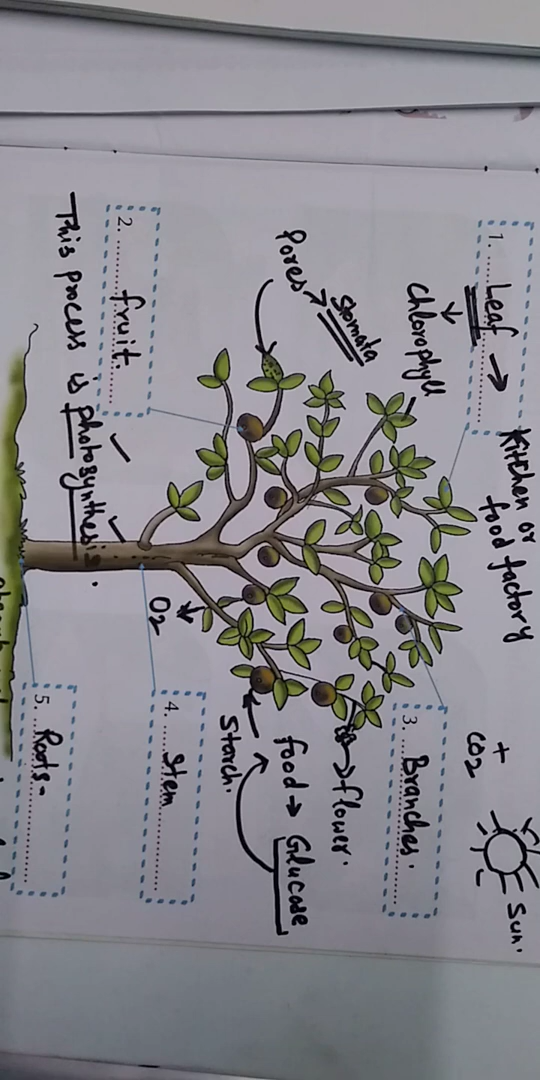 1. Leaf → Kitchen or
food factory
↓
chlorophyll
+
CO2
Sun.
Pores → Stomata
2. fruit.
This process is photosynthesis.
3. Branches.
flower.
food → Glucose
Starch.
O2
4. Stem
5. Roots-